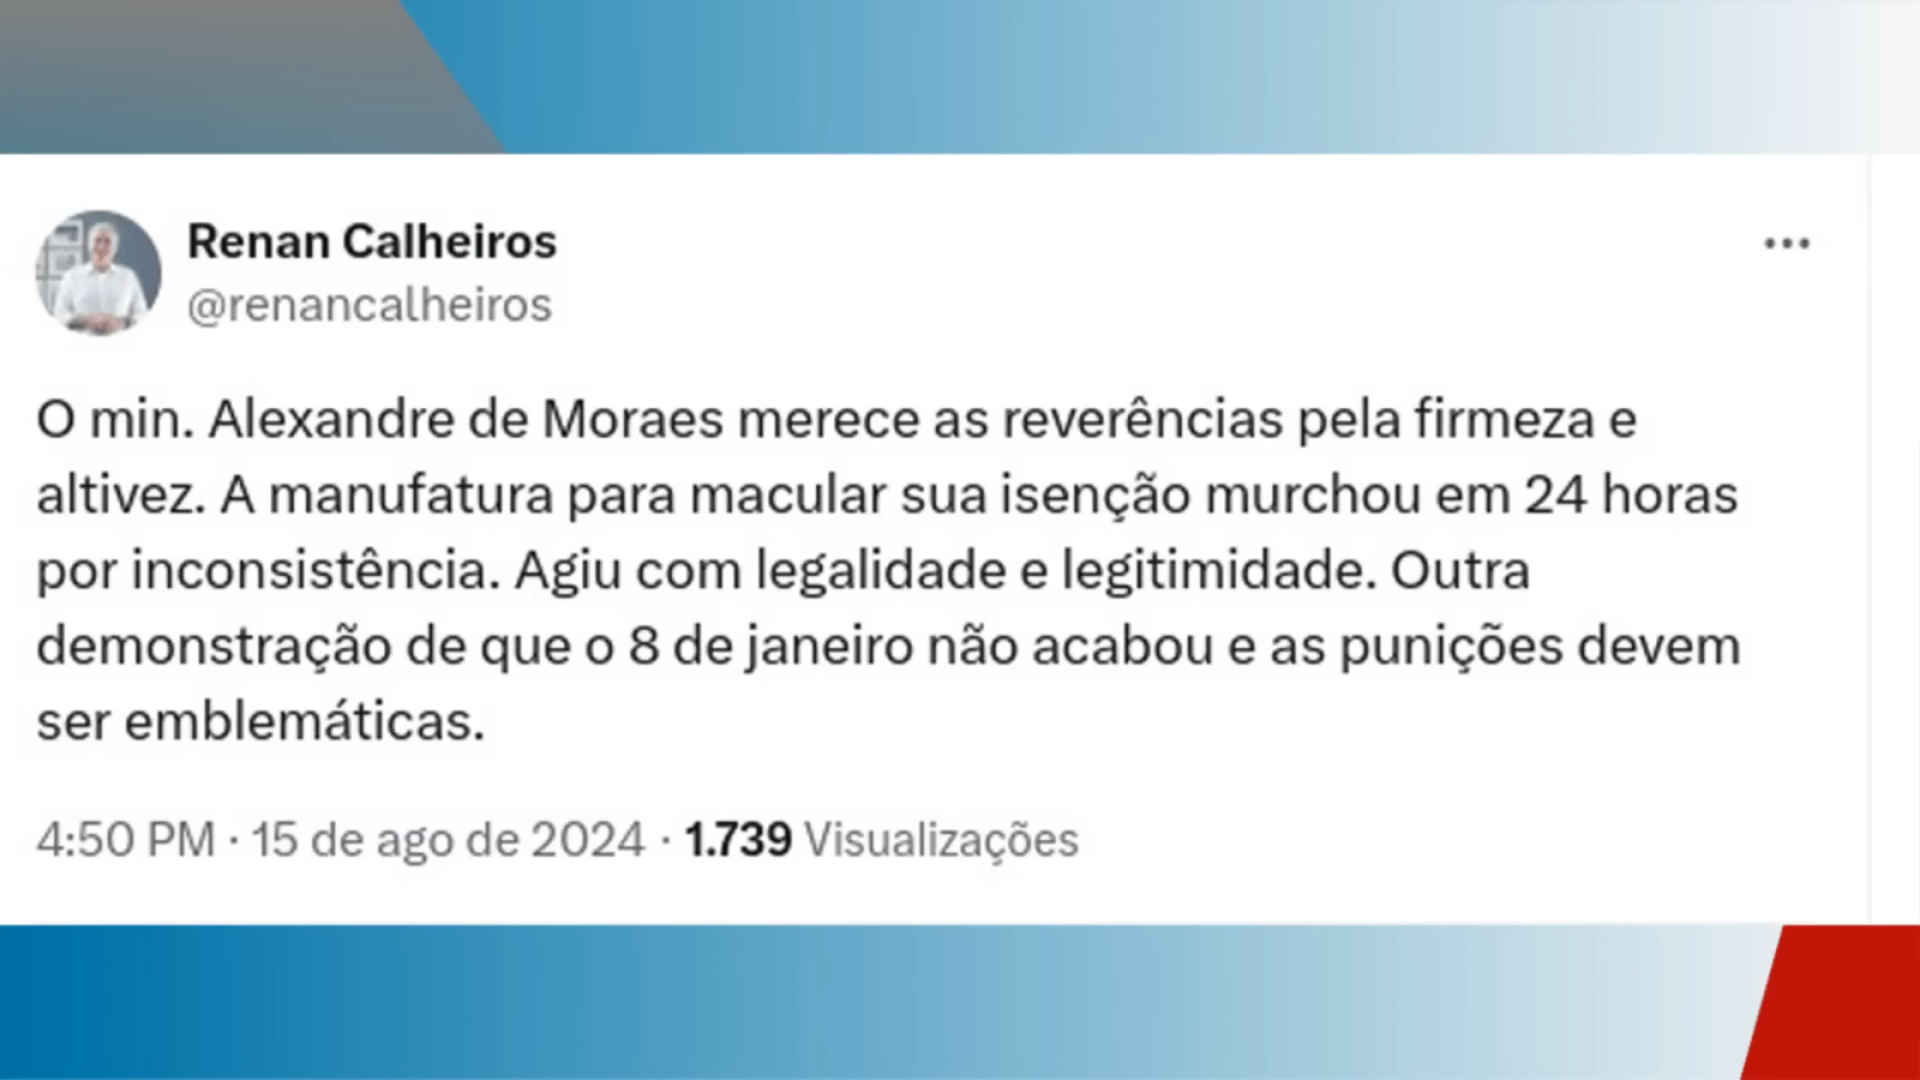 Renan Calheiros
@renancalheiros
O min. Alexandre de Moraes merece as reverências pela firmeza e
altivez. A manufatura para macular sua isenção murchou em 24 horas
por inconsistência. Agiu com legalidade e legitimidade. Outra
demonstração de que o 8 de janeiro não acabou e as punições devem
ser emblemáticas.
4:50 PM · 15 de ago de 2024 · 1.739 Visualizações